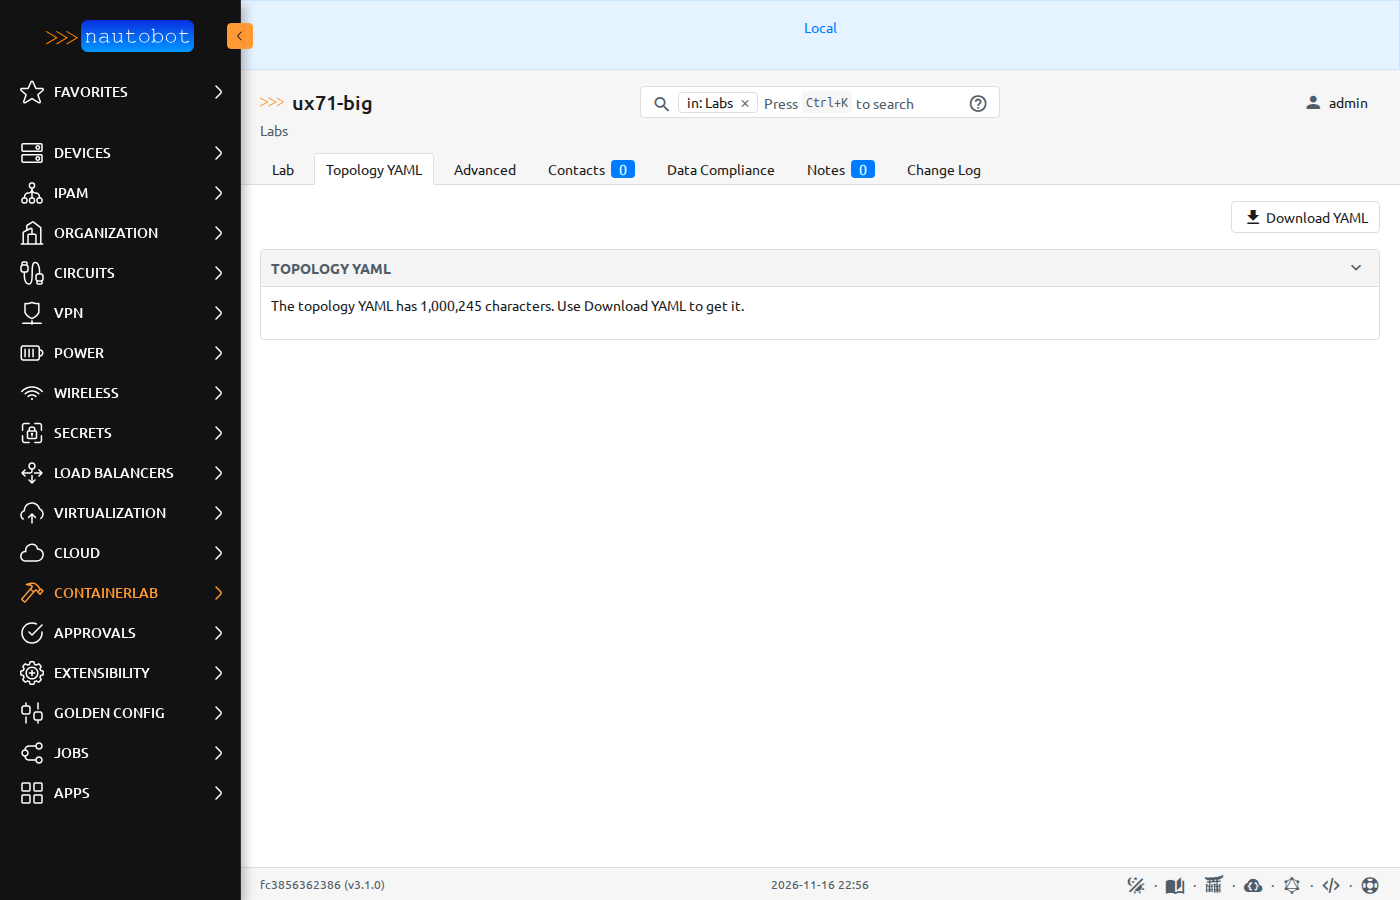 >>> nautobot
FAVORITES
DEVICES
IPAM
ORGANIZATION
CIRCUITS
VPN
POWER
WIRELESS
SECRETS
LOAD BALANCERS
VIRTUALIZATION
CLOUD
CONTAINERLAB
APPROVALS
EXTENSIBILITY
GOLDEN CONFIG
JOBS
APPS
Local
>>> ux71-big
in: Labs × Press Ctrl+K to search
admin
Labs
Lab Topology YAML Advanced Contacts 0 Data Compliance Notes 0 Change Log
Download YAML
TOPOLOGY YAML
The topology YAML has 1,000,245 characters. Use Download YAML to get it.
fc3856362386 (v3.1.0) 2026-11-16 22:56 · · · · · ·